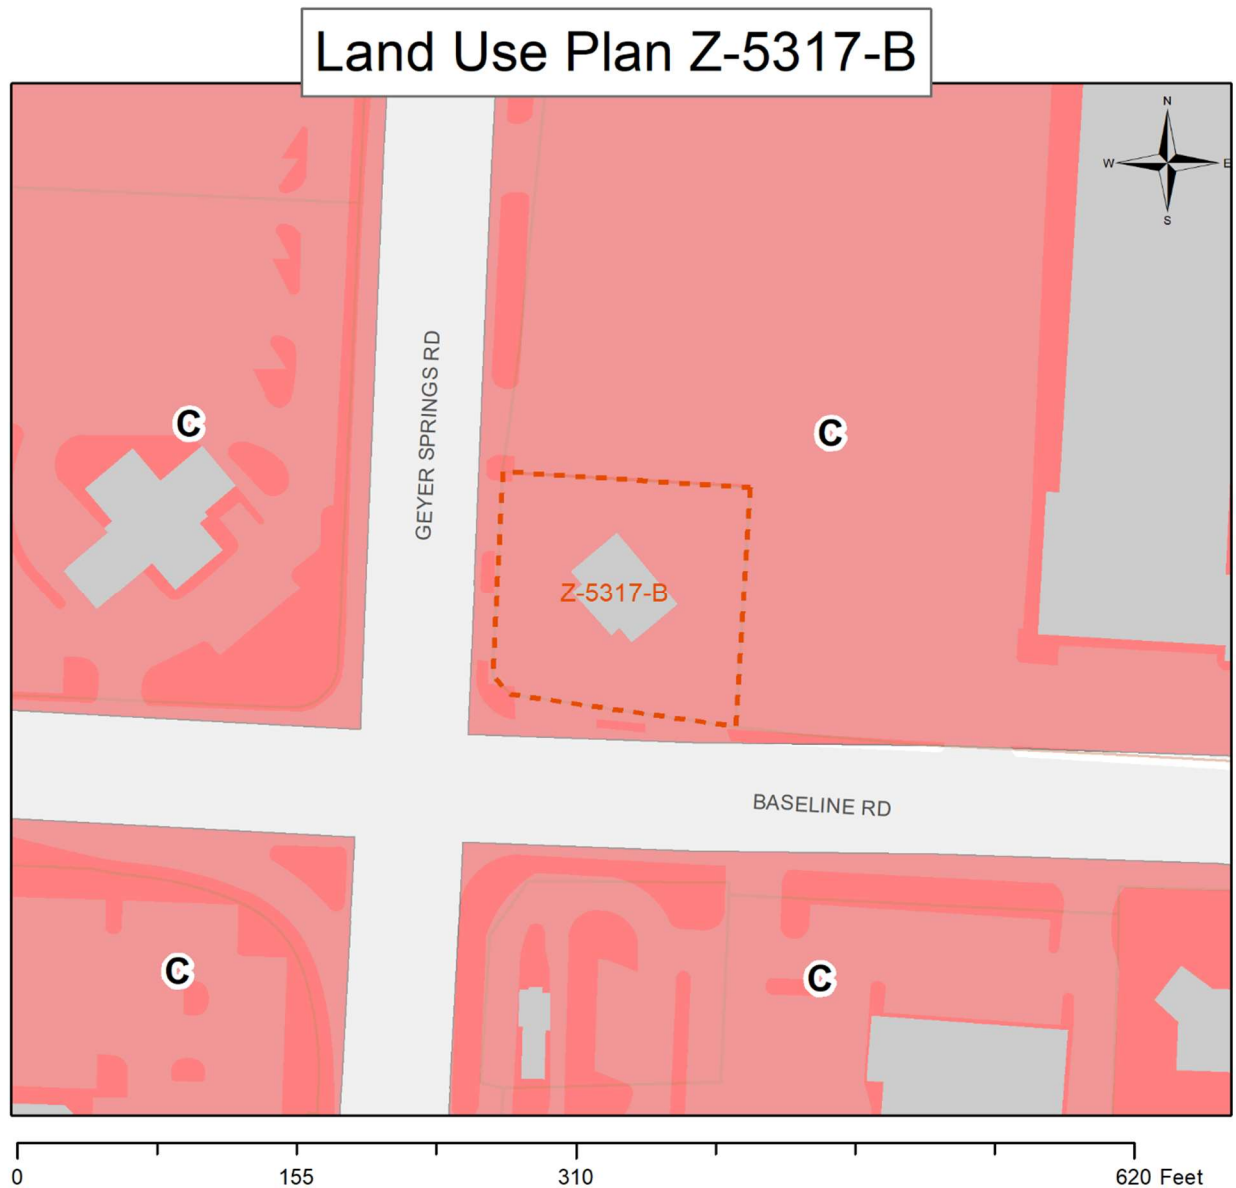 Land Use Plan Z-5317-B
N
W
E
S
GEYER SPRINGS RD
C
C
Z-5317-B
BASELINE RD
C
C
0
155
310
620 Feet